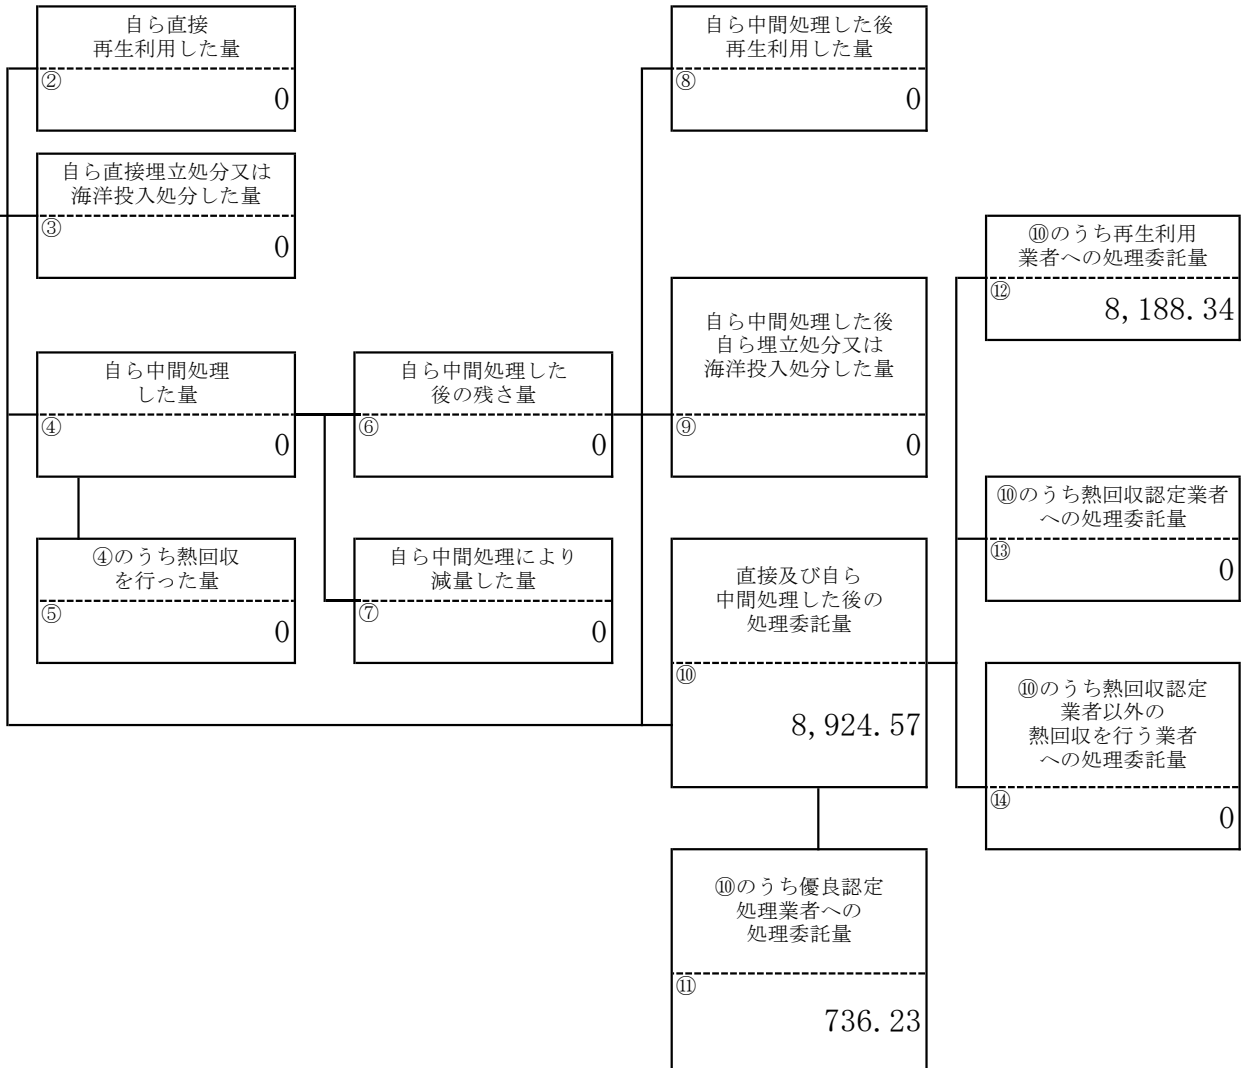 自ら直接
再生利用した量
②
0
自ら中間処理した後
再生利用した量
⑧
0
自ら直接埋立処分又は
海洋投入処分した量
③
0
⑩のうち再生利用
業者への処理委託量
⑫
8,188.34
自ら中間処理した後
自ら埋立処分又は
海洋投入処分した量
⑨
0
自ら中間処理
した量
④
0
自ら中間処理した
後の残さ量
⑥
0
⑩のうち熱回収認定業者
への処理委託量
⑬
0
④のうち熱回収
を行った量
⑤
0
自ら中間処理により
減量した量
⑦
0
直接及び自ら
中間処理した後の
処理委託量
⑩
8,924.57
⑩のうち熱回収認定
業者以外の
熱回収を行う業者
への処理委託量
⑭
0
⑩のうち優良認定
処理業者への
処理委託量
⑪
736.23